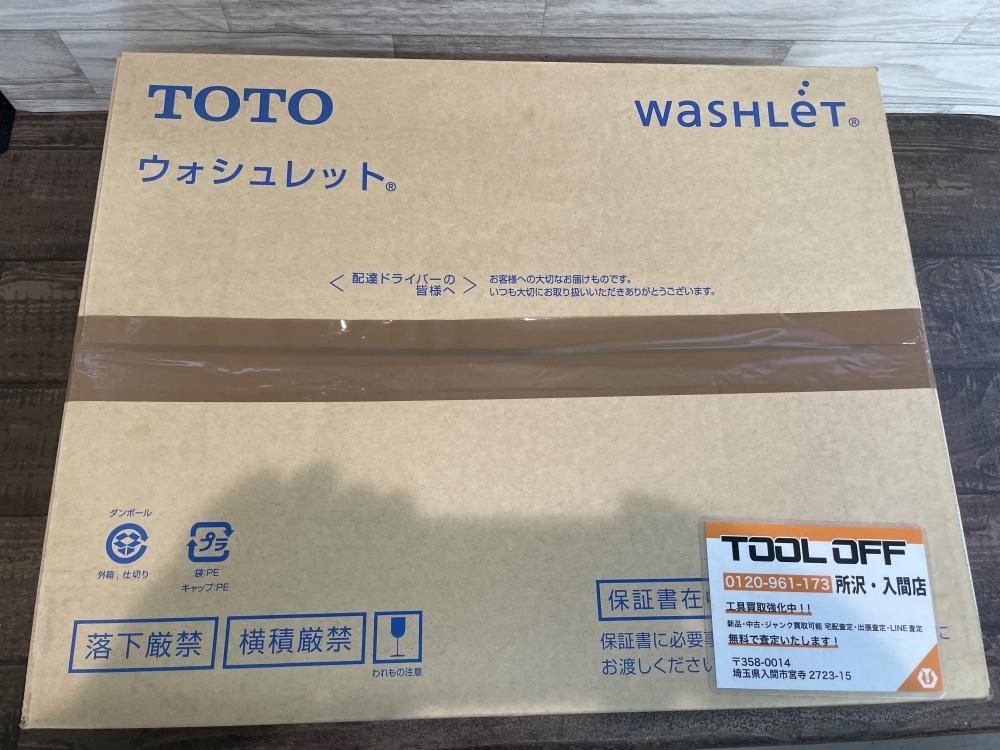 TOTO
WASHLET®
ウォシュレット®
< 配達ドライバーの
皆様へ >
お客様への大切なお届けものです。
いつも大切にお取り扱いいただきありがとうございます。
ダンボール
外箱、仕切り
プラ
袋:PE
キャップ:PE
落下厳禁
横積厳禁
われもの注意
保証書在
保証書に必要
に
お渡しくださ
TOOL OFF
0120-961-173 所沢・入間店
工具買取強化中!!
新品・中古・ジャンク買取可能 宅配査定・出張査定・LINE査定
無料で査定いたします!
〒358-0014
埼玉県入間市宮寺 2723-15